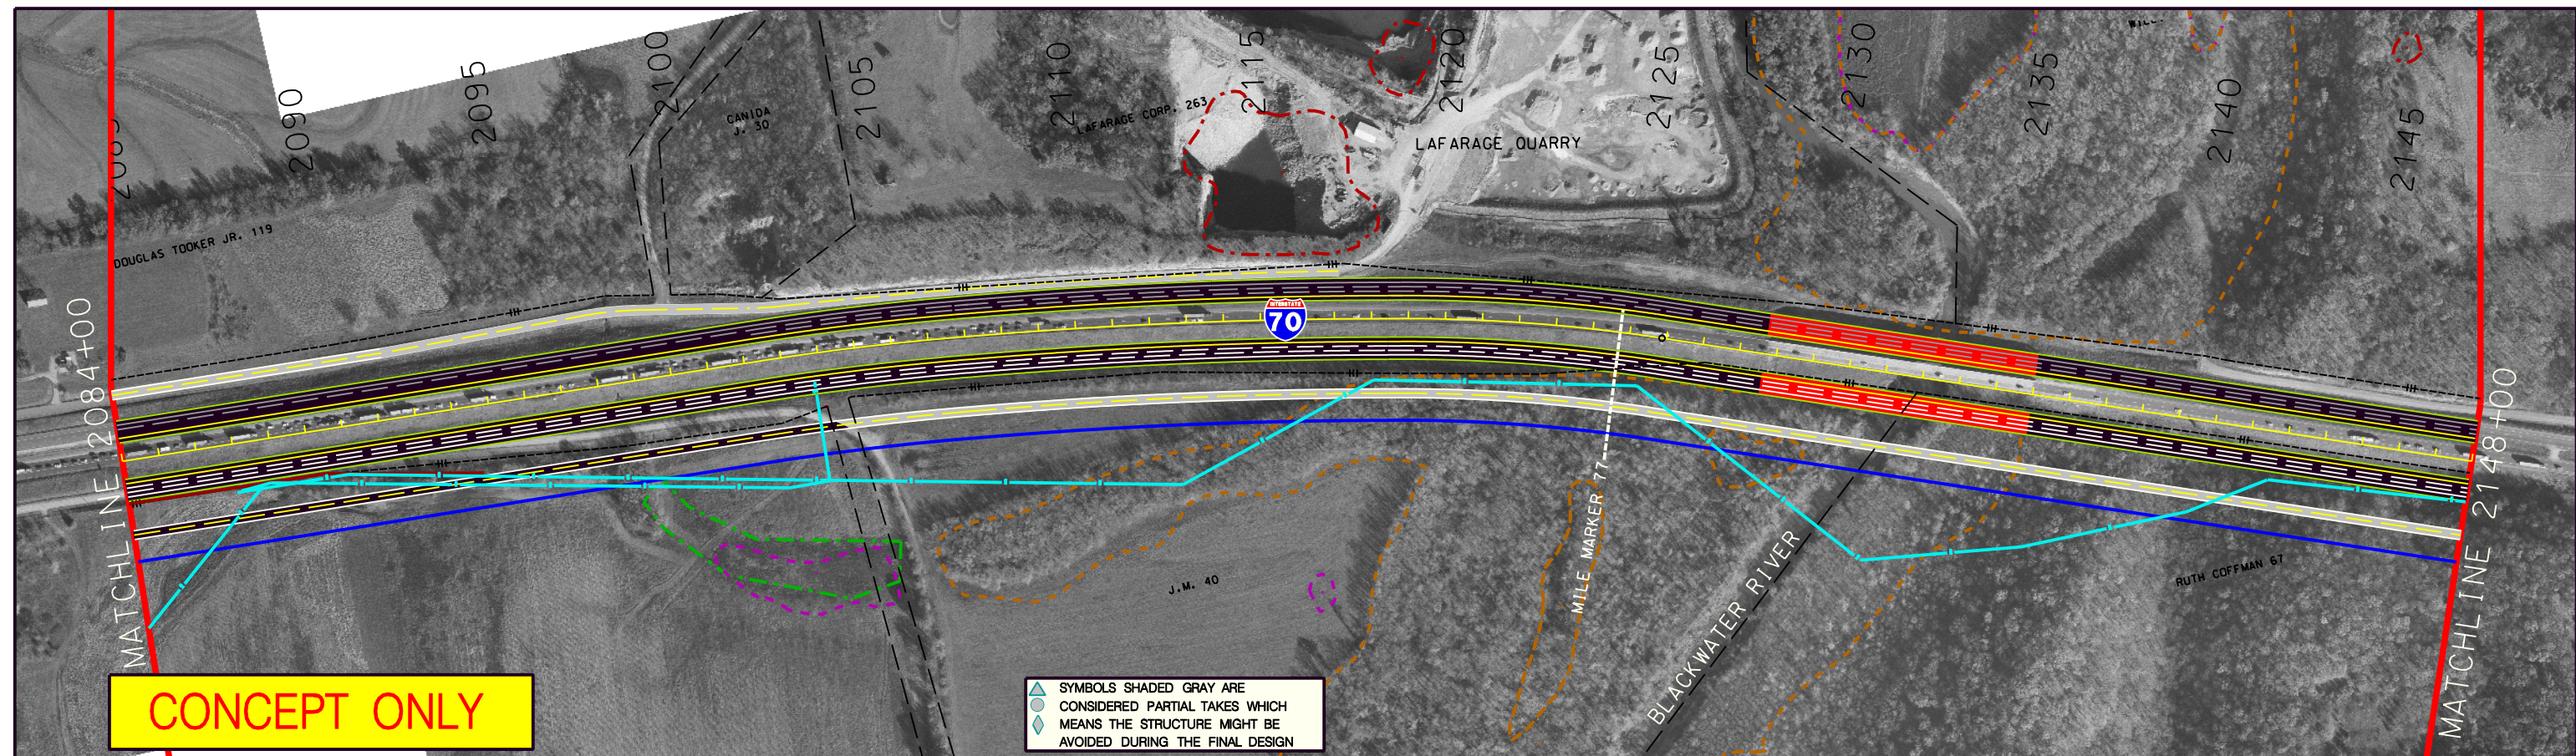 2090
2095
2100
2105
2110
2115
2120
2125
2130
2135
2140
2145
CANIDA
J. 30
LAFARAGE CORP. 263
LAFARAGE QUARRY
DOUGLAS TOOKER JR. 119
INTERSTATE
70
MATCHLINE 2084+00
MATCHLINE 2148+00
MILE MARKER 77
BLACKWATER RIVER
J.M. 40
RUTH COFFMAN 67
CONCEPT ONLY
SYMBOLS SHADED GRAY ARE
CONSIDERED PARTIAL TAKES WHICH
MEANS THE STRUCTURE MIGHT BE
AVOIDED DURING THE FINAL DESIGN